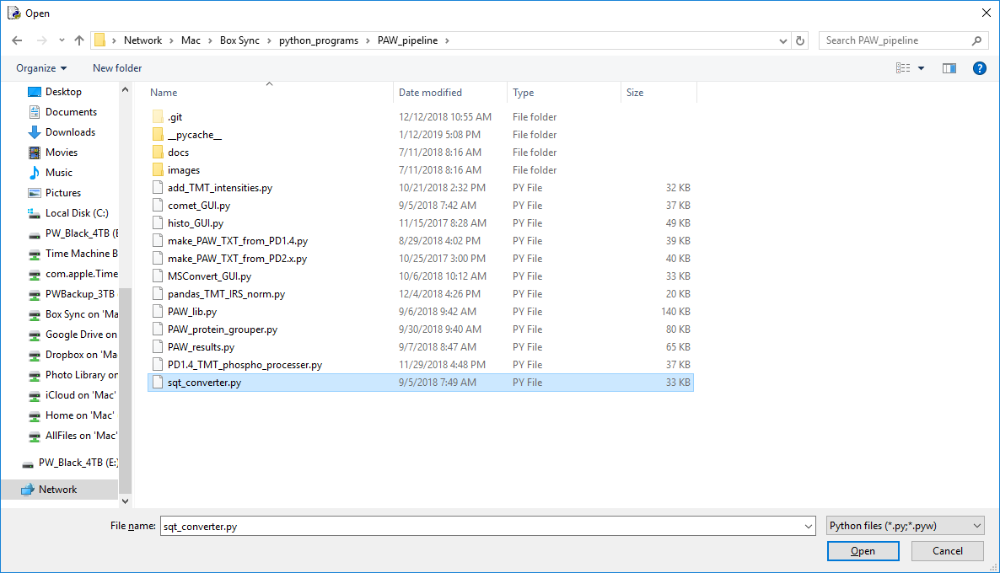 Open
Network > Mac > Box Sync > python_programs > PAW_pipeline >
Search PAW_pipeline
Organize New folder
Name Date modified Type Size
Desktop
Documents
Downloads
Movies
Music
Pictures
Local Disk (C:)
PW_Black_4TB (E
Time Machine B
com.apple.Time
PWBackup_3TB
Box Sync on 'Ma
Google Drive on
Dropbox on 'Ma
Photo Library on
iCloud on 'Mac'
Home on 'Mac'
AllFiles on 'Mac'
PW_Black_4TB (E:)
Network
.git 12/12/2018 10:55 AM File folder
__pycache__ 1/12/2019 5:08 PM File folder
docs 7/11/2018 8:16 AM File folder
images 7/11/2018 8:16 AM File folder
add_TMT_intensities.py 10/21/2018 2:32 PM PY File 32 KB
comet_GUI.py 9/5/2018 7:42 AM PY File 37 KB
histo_GUI.py 11/15/2017 8:28 AM PY File 49 KB
make_PAW_TXT_from_PD1.4.py 8/29/2018 4:02 PM PY File 39 KB
make_PAW_TXT_from_PD2.x.py 10/25/2017 3:00 PM PY File 40 KB
MSConvert_GUI.py 10/6/2018 10:12 AM PY File 33 KB
pandas_TMT_IRS_norm.py 12/4/2018 4:26 PM PY File 20 KB
PAW_lib.py 9/6/2018 9:42 AM PY File 140 KB
PAW_protein_grouper.py 9/30/2018 9:40 AM PY File 80 KB
PAW_results.py 9/7/2018 8:47 AM PY File 65 KB
PD1.4_TMT_phospho_processer.py 11/29/2018 4:48 PM PY File 37 KB
sqt_converter.py 9/5/2018 7:49 AM PY File 33 KB
File name: sqt_converter.py Python files (*.py;*.pyw)
Open Cancel